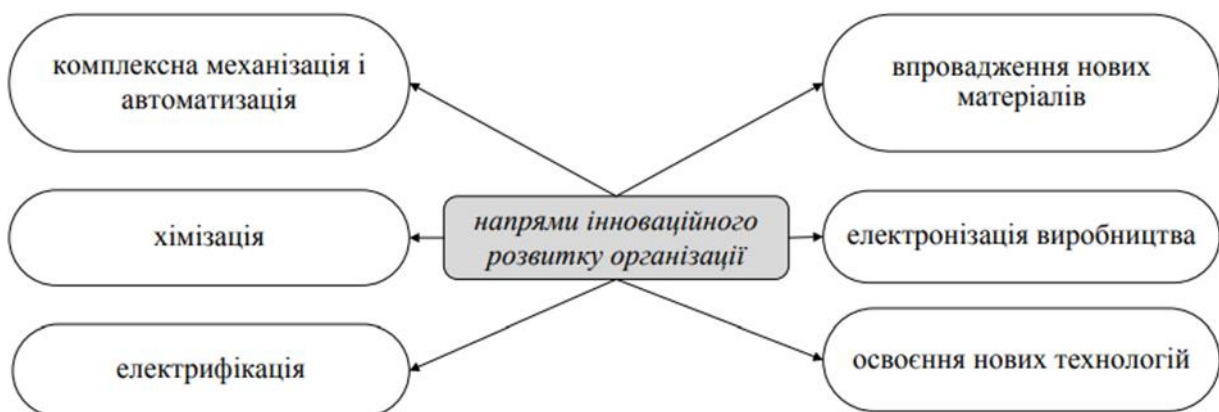 комплексна механізація і
автоматизація
впровадження нових
матеріалів
хімізація
напрями інноваційного
розвитку організації
електронізація виробництва
електрифікація
освоєння нових технологій